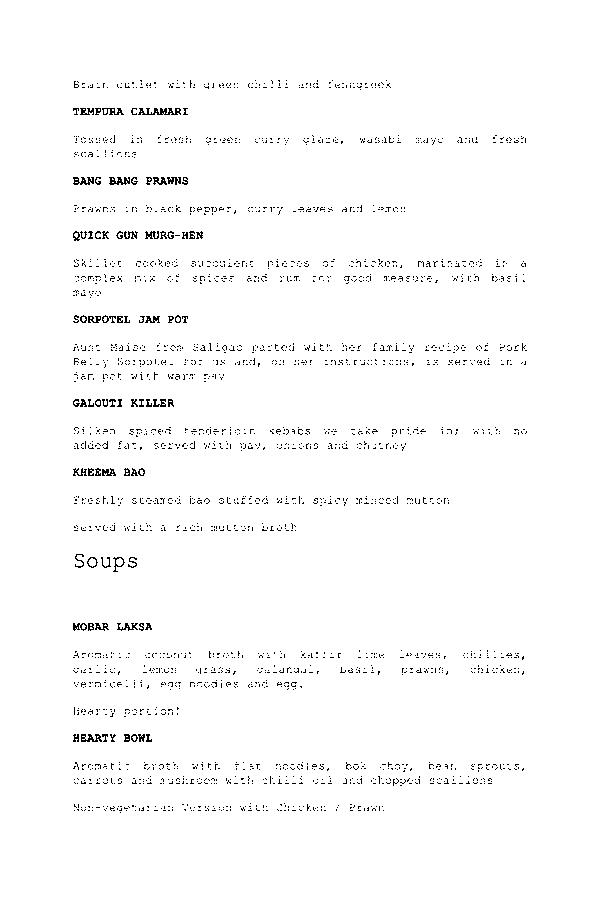 Brain cutlet with green chilli and fenugreek
TEMPURA CALAMARI
Tossed in fresh green curry glaze, wasabi mayo and fresh
scallions
BANG BANG PRAWNS
Prawns in black pepper, curry leaves and lemon
QUICK GUN MURG-HEN
Skillet cooked succulent pieces of chicken, marinated in a
complex mix of spices and rum for good measure, with basil
mayo
SORPOTEL JAM POT
Aunt Maise from Saligao parted with her family recipe of Pork
Belly Sorpotel for us and, on her instructions, is served in a
jam pot with warm pav
GALOUTI KILLER
Silken spiced tenderloin kebabs we take pride in; with no
added fat, served with pav, onions and chutney
KHEEMA BAO
Freshly steamed bao stuffed with spicy minced mutton
served with a rich mutton broth
Soups
MOBAR LAKSA
Aromatic coconut broth with kaffir lime leaves, chillies,
garlic, lemon grass, galangal, basil, prawns, chicken,
vermicelli, egg noodles and egg.
Hearty portion!
HEARTY BOWL
Aromatic broth with flat noodles, bok choy, bean sprouts,
carrots and mushroom with chilli oil and chopped scallions
Non-vegetarian Version with Chicken / Prawn